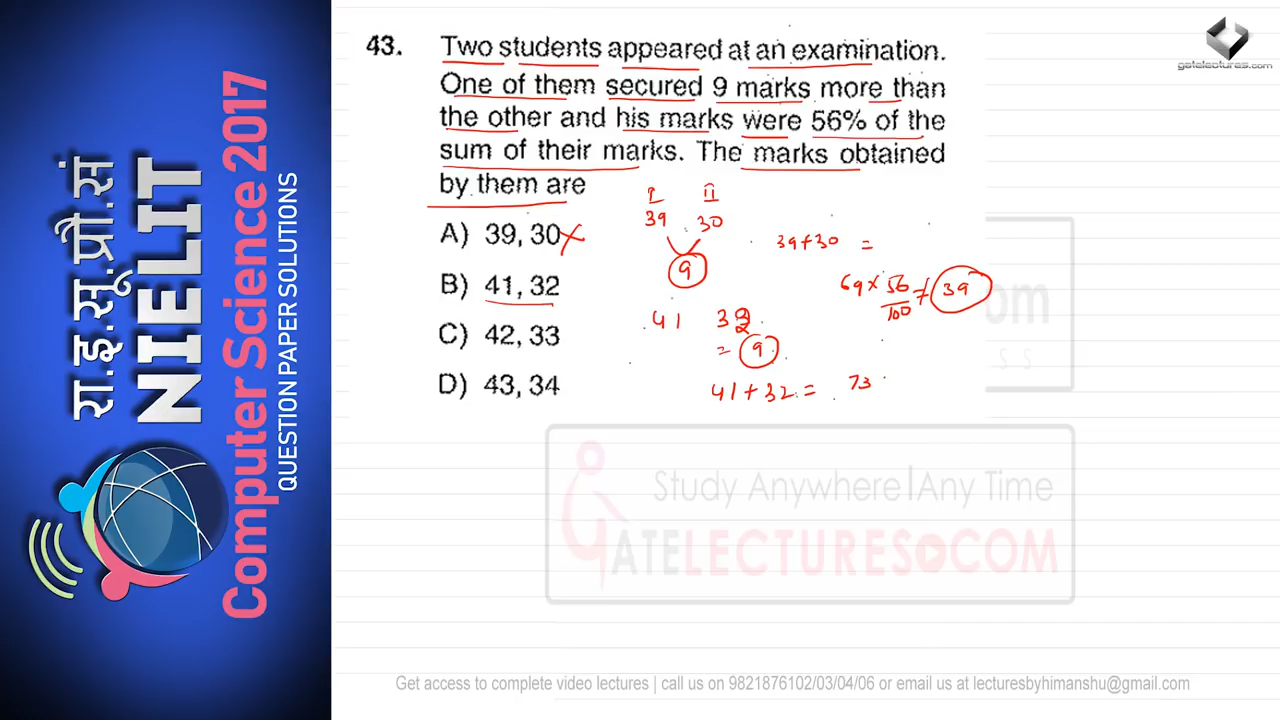 रा.इ.सू.प्रौ.सं
NIELIT
Computer Science 2017
QUESTION PAPER SOLUTIONS
gatelectures.com
43. Two students appeared at an examination.
One of them secured 9 marks more than
the other and his marks were 56% of the
sum of their marks. The marks obtained
by them are
I II
39 30
9
39+30 =
69 × 56/100 ≠ 39
A) 39, 30 ×
B) 41, 32
C) 42, 33
D) 43, 34
41 32
= 9
41 + 32 = 73
Study Anywhere|Any Time
GATELECTURES.COM
Get access to complete video lectures | call us on 9821876102/03/04/06 or email us at lecturesbyhimanshu@gmail.com